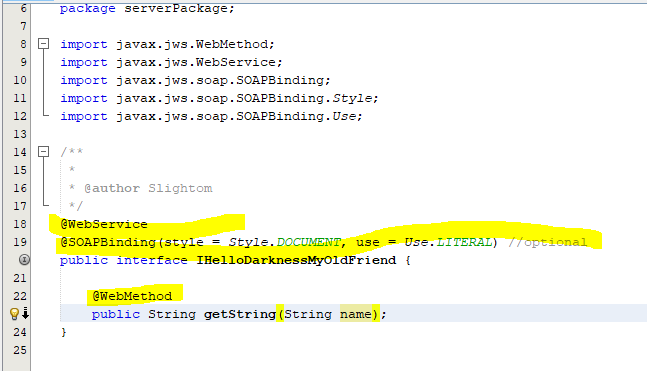 6 package serverPackage;
7
8 import javax.jws.WebMethod;
9 import javax.jws.WebService;
10 import javax.jws.soap.SOAPBinding;
11 import javax.jws.soap.SOAPBinding.Style;
12 import javax.jws.soap.SOAPBinding.Use;
13
14 /**
15 *
16 * @author Slightom
17 */
18 @WebService
19 @SOAPBinding(style = Style.DOCUMENT, use = Use.LITERAL) //optional
public interface IHelloDarknessMyOldFriend {
21
22 @WebMethod
public String getString(String name);
24 }
25